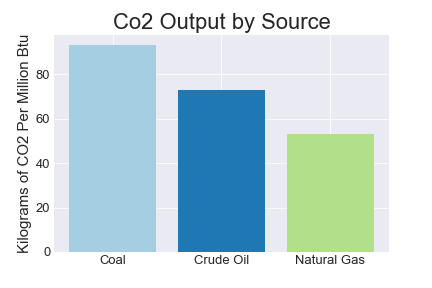 Co2 Output by Source
Kilograms of CO2 Per Million Btu
80
60
40
20
0
Coal
Crude Oil
Natural Gas